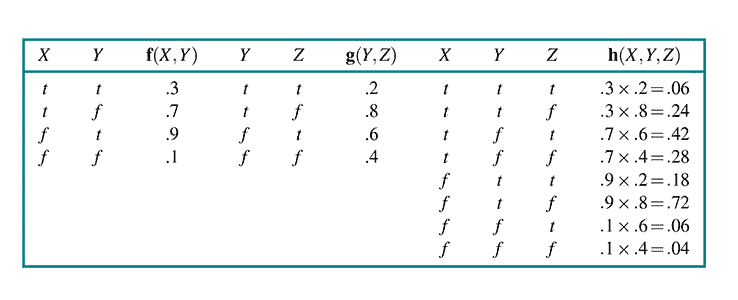 X Y f(X,Y) Y Z g(Y,Z) X Y Z h(X,Y,Z)
t t .3 t t .2 t t t .3 × .2=.06
t f .7 t f .8 t t f .3 × .8=.24
f t .9 f t .6 t f t .7 × .6=.42
f f .1 f f .4 t f f .7 × .4=.28
f t t .9 × .2=.18
f t f .9 × .8=.72
f f t .1 × .6=.06
f f f .1 × .4=.04